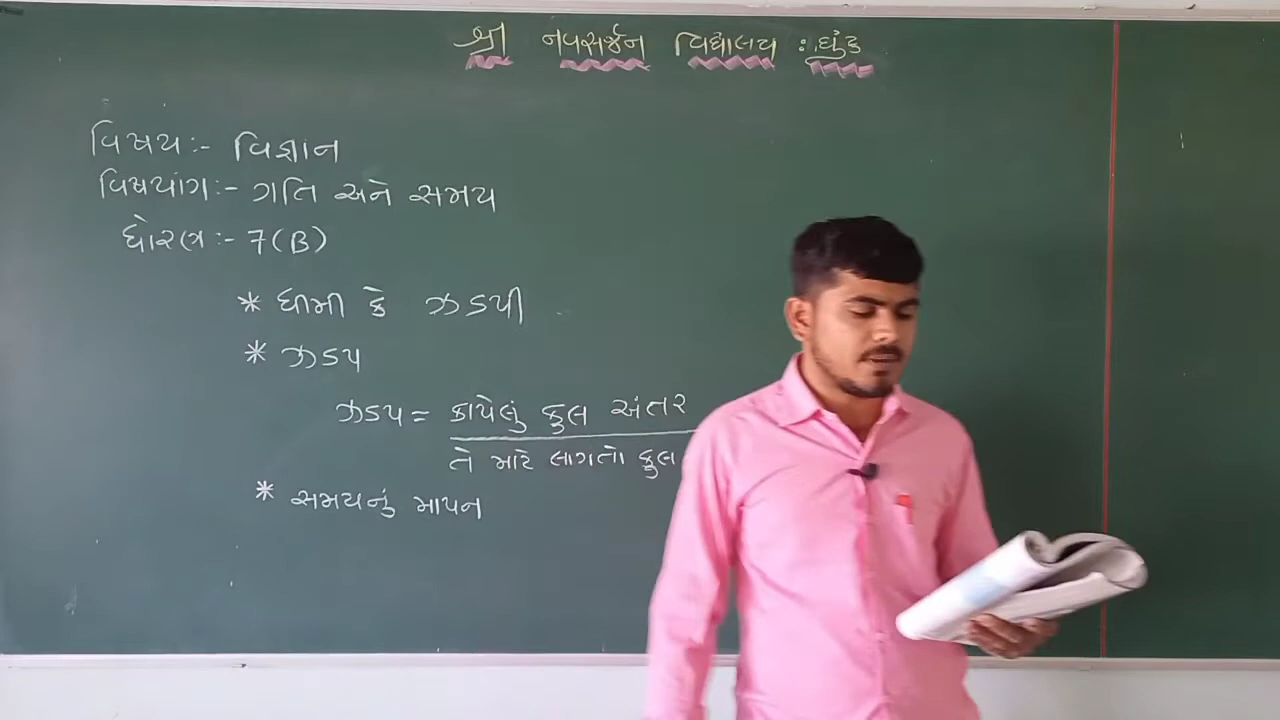 શ્રી નવસર્જન વિદ્યાલય : ઘુંટ
વિષય:- વિજ્ઞાન
વિષયાંગ:- ગતિ અને સમય
ધોરણ:- 7(B)
* ધીમી કે ઝડપી
* ઝડપ
ઝડપ = કાપેલું કુલ અંતર
તે માટે લાગતો કુલ
* સમયનું માપન